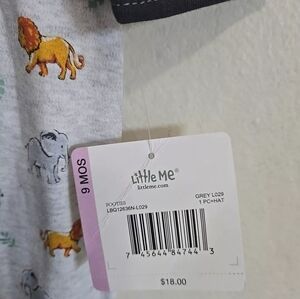 9 MOS
Little Me
littleme.com
FOOTIES
LBQ12636N-L029
GREY L029
1 PC+HAT
7 45644 84744 3
$18.00